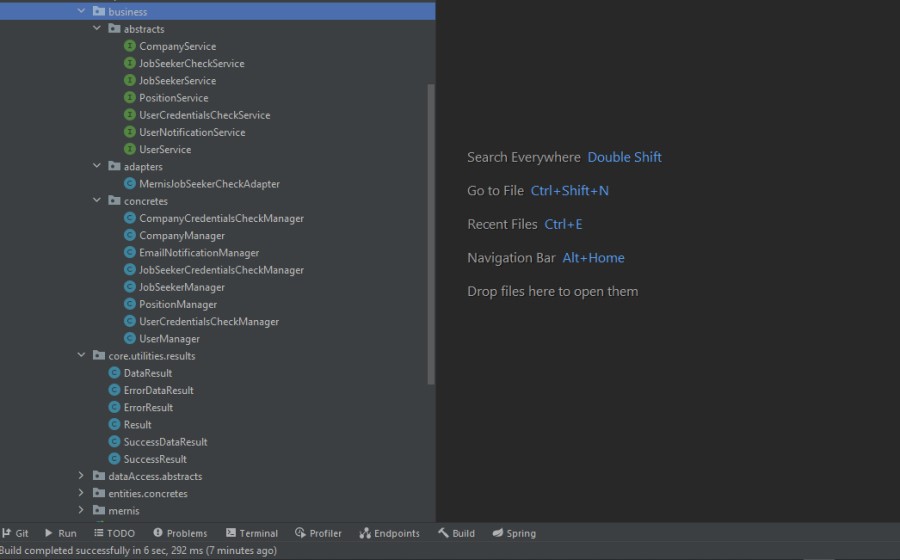 business
abstracts
CompanyService
JobSeekerCheckService
JobSeekerService
PositionService
UserCredentialsCheckService
UserNotificationService
UserService
adapters
MernisJobSeekerCheckAdapter
concretes
CompanyCredentialsCheckManager
CompanyManager
EmailNotificationManager
JobSeekerCredentialsCheckManager
JobSeekerManager
PositionManager
UserCredentialsCheckManager
UserManager
core.utilities.results
DataResult
ErrorDataResult
ErrorResult
Result
SuccessDataResult
SuccessResult
dataAccess.abstracts
entities.concretes
mernis
Search Everywhere Double Shift
Go to File Ctrl+Shift+N
Recent Files Ctrl+E
Navigation Bar Alt+Home
Drop files here to open them
Git Run TODO Problems Terminal Profiler Endpoints Build Spring
Build completed successfully in 6 sec, 292 ms (7 minutes ago)